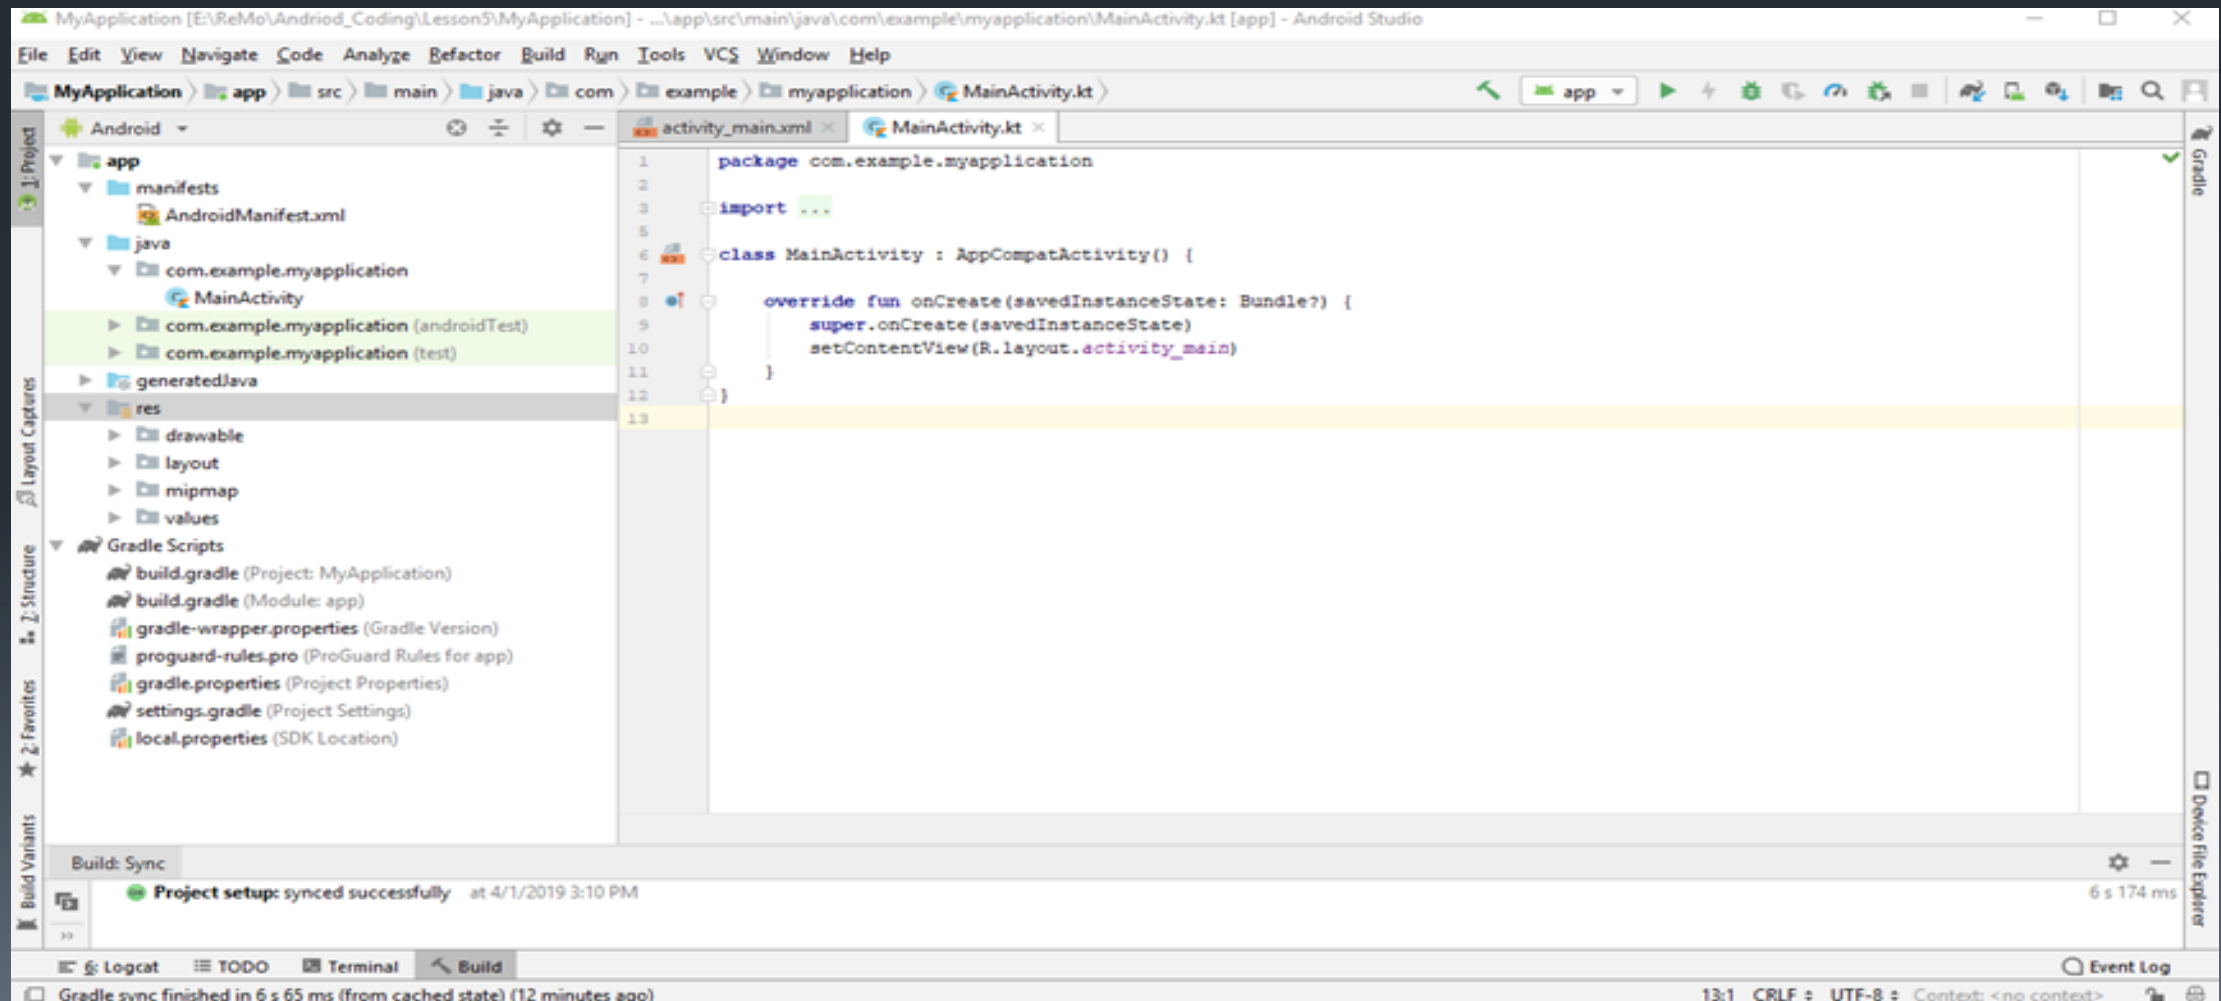 MyApplication [E:\ReMo\Andriod_Coding\Lesson5\MyApplication] - ...\app\src\main\java\com\example\myapplication\MainActivity.kt [app] - Android Studio
File Edit View Navigate Code Analyze Refactor Build Run Tools VCS Window Help
MyApplication app src main java com example myapplication MainActivity.kt app
1: Project
Layout Captures
Z: Structure
2: Favorites
Build Variants
Android
app
manifests
AndroidManifest.xml
java
com.example.myapplication
MainActivity
com.example.myapplication (androidTest)
com.example.myapplication (test)
generatedJava
res
drawable
layout
mipmap
values
Gradle Scripts
build.gradle (Project: MyApplication)
build.gradle (Module: app)
gradle-wrapper.properties (Gradle Version)
proguard-rules.pro (ProGuard Rules for app)
gradle.properties (Project Properties)
settings.gradle (Project Settings)
local.properties (SDK Location)
activity_main.xml MainActivity.kt
1 package com.example.myapplication
2
3 import ...
5
6 class MainActivity : AppCompatActivity() {
7
8 override fun onCreate(savedInstanceState: Bundle?) {
9 super.onCreate(savedInstanceState)
10 setContentView(R.layout.activity_main)
11 }
12 }
13
Gradle
Device File Explorer
Build: Sync
Project setup: synced successfully at 4/1/2019 3:10 PM 6 s 174 ms
6: Logcat TODO Terminal Build Event Log
Gradle sync finished in 6 s 65 ms (from cached state) (12 minutes ago) 13:1 CRLF UTF-8 Context: <no context>